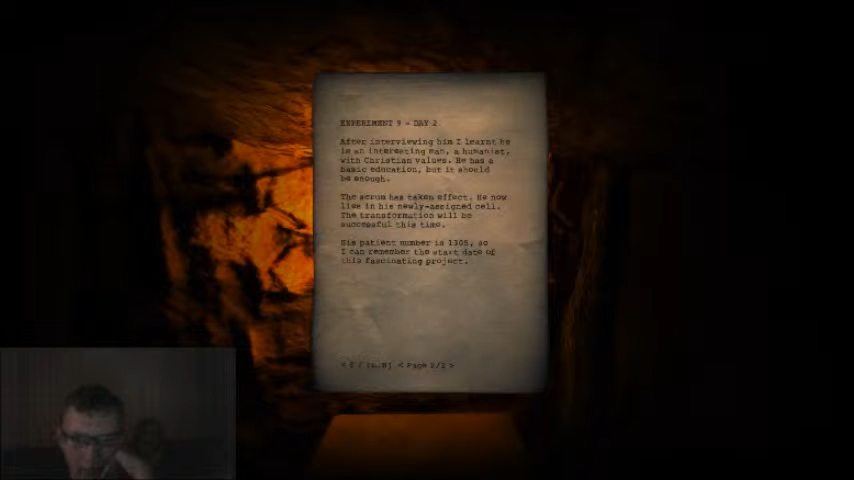 EXPERIMENT 9 - DAY 2
After interviewing him I learnt he
is an interesting man, a humanist,
with Christian values. He has a
basic education, but it should
be enough.
The serum has taken effect. He now
lies in his newly-assigned cell.
The transformation will be
successful this time.
His patient number is 1105, so
I can remember the start date of
this fascinating project.
< Page 2/2 >